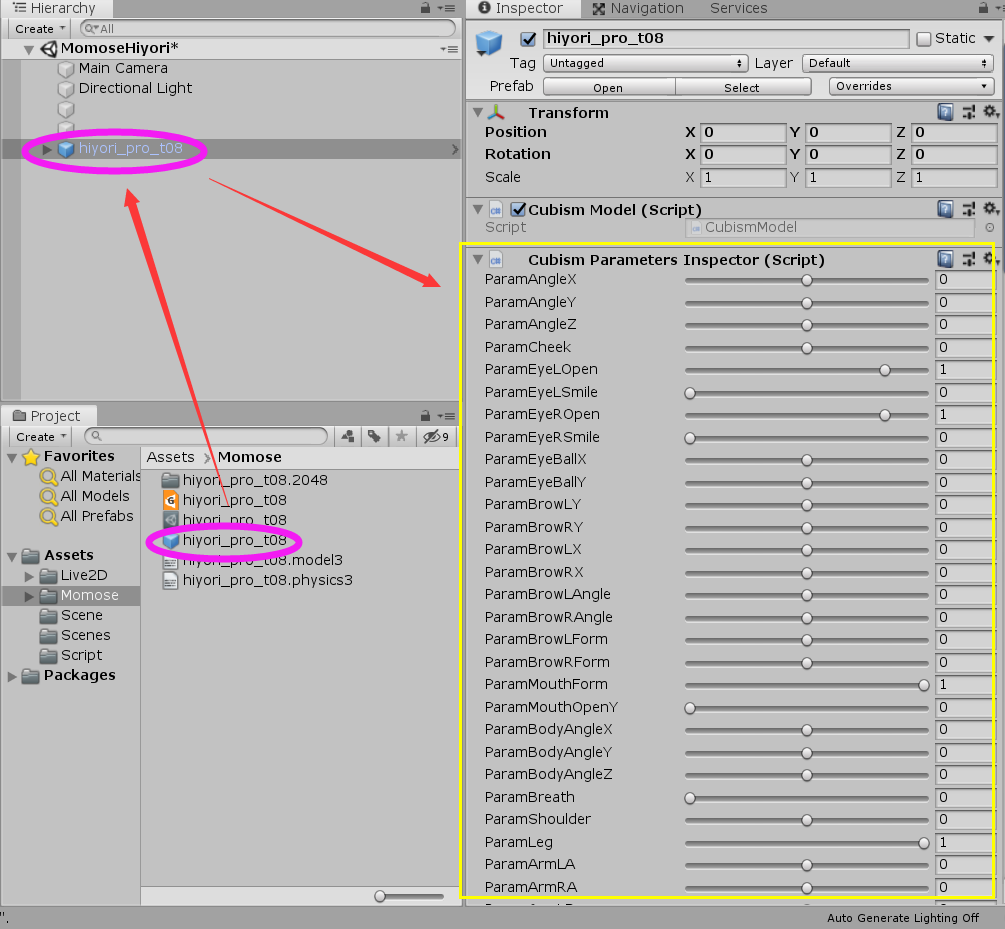 Hierarchy
Create
All
MomoseHiyori*
Main Camera
Directional Light
hiyori_pro_t08
Project
Create
9
Favorites
All Materials
All Models
All Prefabs
Assets
Live2D
Momose
Scene
Scenes
Script
Packages
Assets > Momose
hiyori_pro_t08.2048
hiyori_pro_t08
hiyori_pro_t08
hiyori_pro_t08
hiyori_pro_t08.model3
hiyori_pro_t08.physics3
Inspector Navigation Services
hiyori_pro_t08 Static
Tag Untagged Layer Default
Prefab Open Select Overrides
Transform
Position X 0 Y 0 Z 0
Rotation X 0 Y 0 Z 0
Scale X 1 Y 1 Z 1
Cubism Model (Script)
Script CubismModel
Cubism Parameters Inspector (Script)
ParamAngleX 0
ParamAngleY 0
ParamAngleZ 0
ParamCheek 0
ParamEyeLOpen 1
ParamEyeLSmile 0
ParamEyeROpen 1
ParamEyeRSmile 0
ParamEyeBallX 0
ParamEyeBallY 0
ParamBrowLY 0
ParamBrowRY 0
ParamBrowLX 0
ParamBrowRX 0
ParamBrowLAngle 0
ParamBrowRAngle 0
ParamBrowLForm 0
ParamBrowRForm 0
ParamMouthForm 1
ParamMouthOpenY 0
ParamBodyAngleX 0
ParamBodyAngleY 0
ParamBodyAngleZ 0
ParamBreath 0
ParamShoulder 0
ParamLeg 1
ParamArmLA 0
ParamArmRA 0
".
Auto Generate Lighting Off